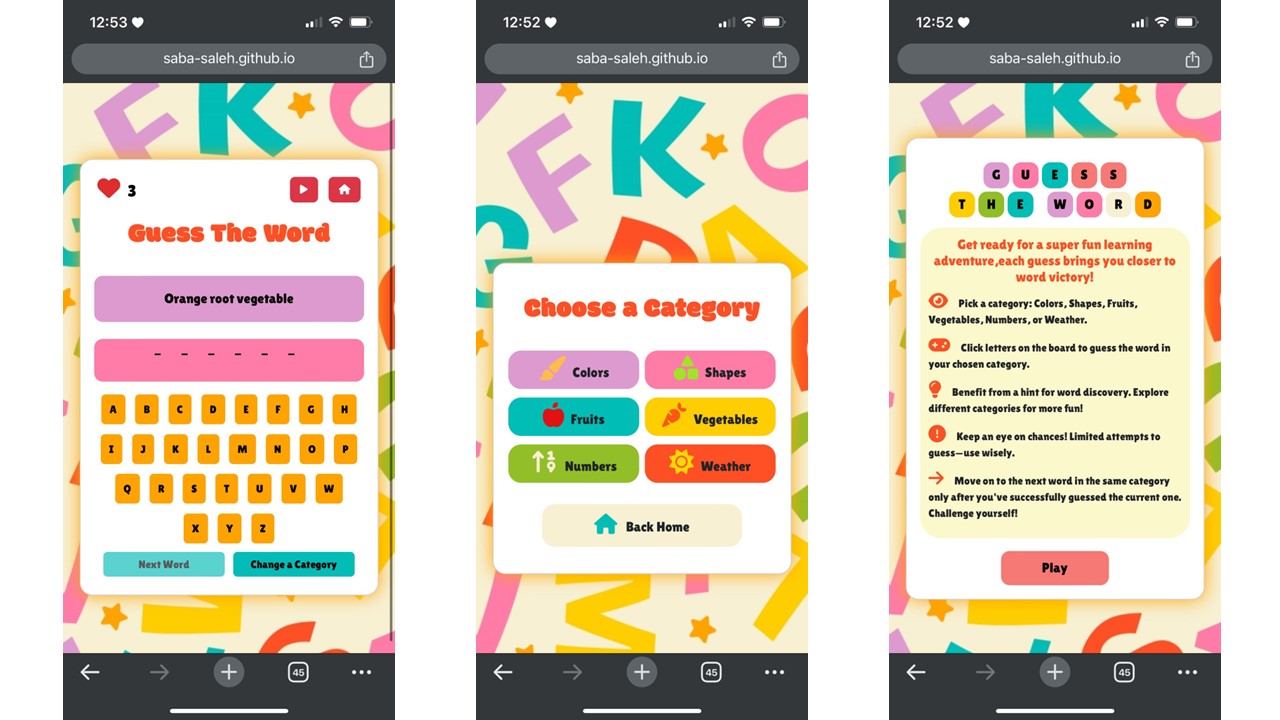 12:53
saba-saleh.github.io
3
Guess The Word
Orange root vegetable
_ _ _ _ _ _
A B C D E F G H
I J K L M N O P
Q R S T U V W
X Y Z
Next Word Change a Category
45
12:52
saba-saleh.github.io
Choose a Category
Colors Shapes
Fruits Vegetables
Numbers Weather
Back Home
45
12:52
saba-saleh.github.io
GUESS
THE WORD
Get ready for a super fun learning
adventure,each guess brings you closer to
word victory!
Pick a category: Colors, Shapes, Fruits,
Vegetables, Numbers, or Weather.
Click letters on the board to guess the word in
your chosen category.
Benefit from a hint for word discovery. Explore
different categories for more fun!
Keep an eye on chances! Limited attempts to
guess—use wisely.
Move on to the next word in the same category
only after you've successfully guessed the current one.
Challenge yourself!
Play
45